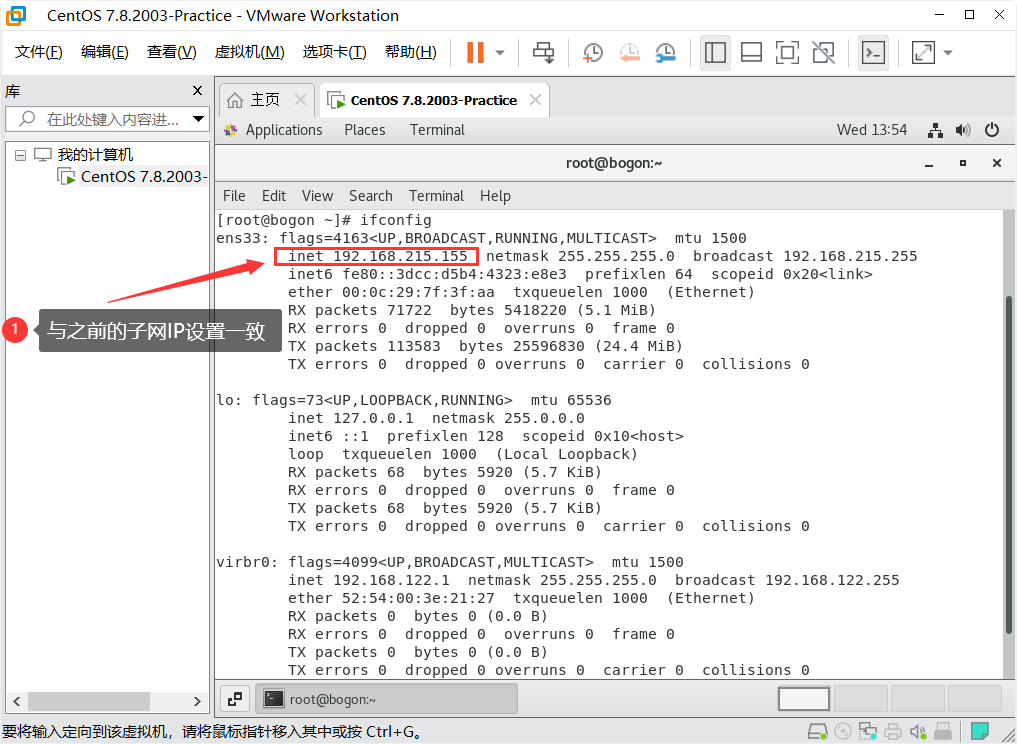 CentOS 7.8.2003-Practice - VMware Workstation
文件(F) 编辑(E) 查看(V) 虚拟机(M) 选项卡(T) 帮助(H)
库
在此处键入内容进...
我的计算机
CentOS 7.8.2003-
主页
CentOS 7.8.2003-Practice
Applications Places Terminal Wed 13:54
root@bogon:~
File Edit View Search Terminal Help
[root@bogon ~]# ifconfig
ens33: flags=4163<UP,BROADCAST,RUNNING,MULTICAST>  mtu 1500
inet 192.168.215.155  netmask 255.255.255.0  broadcast 192.168.215.255
inet6 fe80::3dcc:d5b4:4323:e8e3  prefixlen 64  scopeid 0x20<link>
ether 00:0c:29:7f:3f:aa  txqueuelen 1000  (Ethernet)
RX packets 71722  bytes 5418220 (5.1 MiB)
RX errors 0  dropped 0  overruns 0  frame 0
TX packets 113583  bytes 25596830 (24.4 MiB)
TX errors 0  dropped 0 overruns 0  carrier 0  collisions 0
1 与之前的子网IP设置一致
lo: flags=73<UP,LOOPBACK,RUNNING>  mtu 65536
inet 127.0.0.1  netmask 255.0.0.0
inet6 ::1  prefixlen 128  scopeid 0x10<host>
loop  txqueuelen 1000  (Local Loopback)
RX packets 68  bytes 5920 (5.7 KiB)
RX errors 0  dropped 0  overruns 0  frame 0
TX packets 68  bytes 5920 (5.7 KiB)
TX errors 0  dropped 0 overruns 0  carrier 0  collisions 0
virbr0: flags=4099<UP,BROADCAST,MULTICAST>  mtu 1500
inet 192.168.122.1  netmask 255.255.255.0  broadcast 192.168.122.255
ether 52:54:00:3e:21:27  txqueuelen 1000  (Ethernet)
RX packets 0  bytes 0 (0.0 B)
RX errors 0  dropped 0  overruns 0  frame 0
TX packets 0  bytes 0 (0.0 B)
TX errors 0  dropped 0 overruns 0  carrier 0  collisions 0
root@bogon:~
要将输入定向到该虚拟机，请将鼠标指针移入其中或按 Ctrl+G。